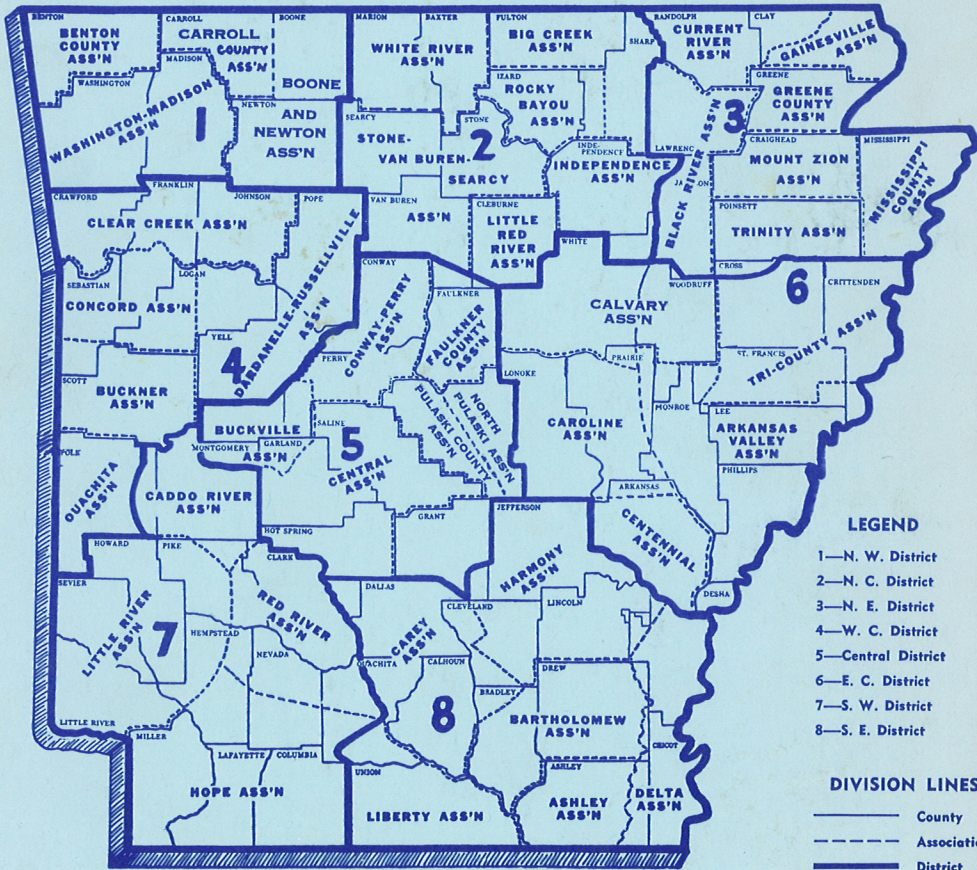 BENTON
CARROLL
BOONE
MARION
BAXTER
FULTON
SHARP
RANDOLPH
CLAY
BENTON
COUNTY
ASS'N
CARROLL
COUNTY
ASS'N
BOONE
AND
NEWTON
ASS'N
MADISON
WASHINGTON
NEWTON
WASHINGTON-MADISON
ASS'N
1
WHITE RIVER
ASS'N
BIG CREEK
ASS'N
IZARD
ROCKY
BAYOU
ASS'N
SEARCY
STONE
STONE-
VAN BUREN-
SEARCY
ASS'N
2
INDE-
PENDENCE
INDEPENDENCE
ASS'N
VAN BUREN
CLEBURNE
LITTLE
RED
RIVER
ASS'N
WHITE
CURRENT
RIVER
ASS'N
GAINESVILLE
ASS'N
GREENE
GREENE
COUNTY
ASS'N
3
BLACK RIVER ASS'N
LAWRENC
JA
SON
CRAIGHEAD
MOUNT ZION
ASS'N
MISSISSIPPI
MISSISSIPPI
COUNTY
ASS'N
POINSETT
TRINITY ASS'N
CRAWFORD
FRANKLIN
JOHNSON
POPE
CLEAR CREEK ASS'N
SEBASTIAN
LOGAN
CONCORD ASS'N
YELL
DARDANELLE-RUSSELLVILLE
ASS'N
4
SCOTT
BUCKNER
ASS'N
CONWAY
PERRY
CONWAY-PERRY
ASS'N
FAULKNER
FAULKNER
COUNTY
ASS'N
LONOKE
NORTH
PULASKI ASS'N
PULASKI COUNTY
ASS'N
BUCKVILLE
ASS'N
SALINE
MONTGOMERY
GARLAND
5
CENTRAL
ASS'N
HOT SPRING
GRANT
JEFFERSON
CROSS
WOODRUFF
CRITTENDEN
6
CALVARY
ASS'N
PRAIRIE
ST. FRANCIS
TRI-COUNTY ASS'N
MONROE
LEE
CAROLINE
ASS'N
ARKANSAS
VALLEY
ASS'N
PHILLIPS
ARKANSAS
CENTENNIAL
ASS'N
DESHA
POLK
OUACHITA
ASS'N
CADDO RIVER
ASS'N
HOWARD
PIKE
CLARK
SEVIER
LITTLE RIVER
ASS'N
7
RED RIVER
ASS'N
HEMPSTEAD
NEVADA
LITTLE RIVER
MILLER
LAFAYETTE
COLUMBIA
HOPE ASS'N
DALLAS
CLEVELAND
LINCOLN
HARMONY
ASS'N
CAREY
ASS'N
OUACHITA
CALHOUN
BRADLEY
DREW
8
BARTHOLOMEW
ASS'N
CHICOT
UNION
ASHLEY
LIBERTY ASS'N
ASHLEY
ASS'N
DELTA
ASS'N
LEGEND
1—N. W. District
2—N. C. District
3—N. E. District
4—W. C. District
5—Central District
6—E. C. District
7—S. W. District
8—S. E. District
DIVISION LINES
County
Associatio
District